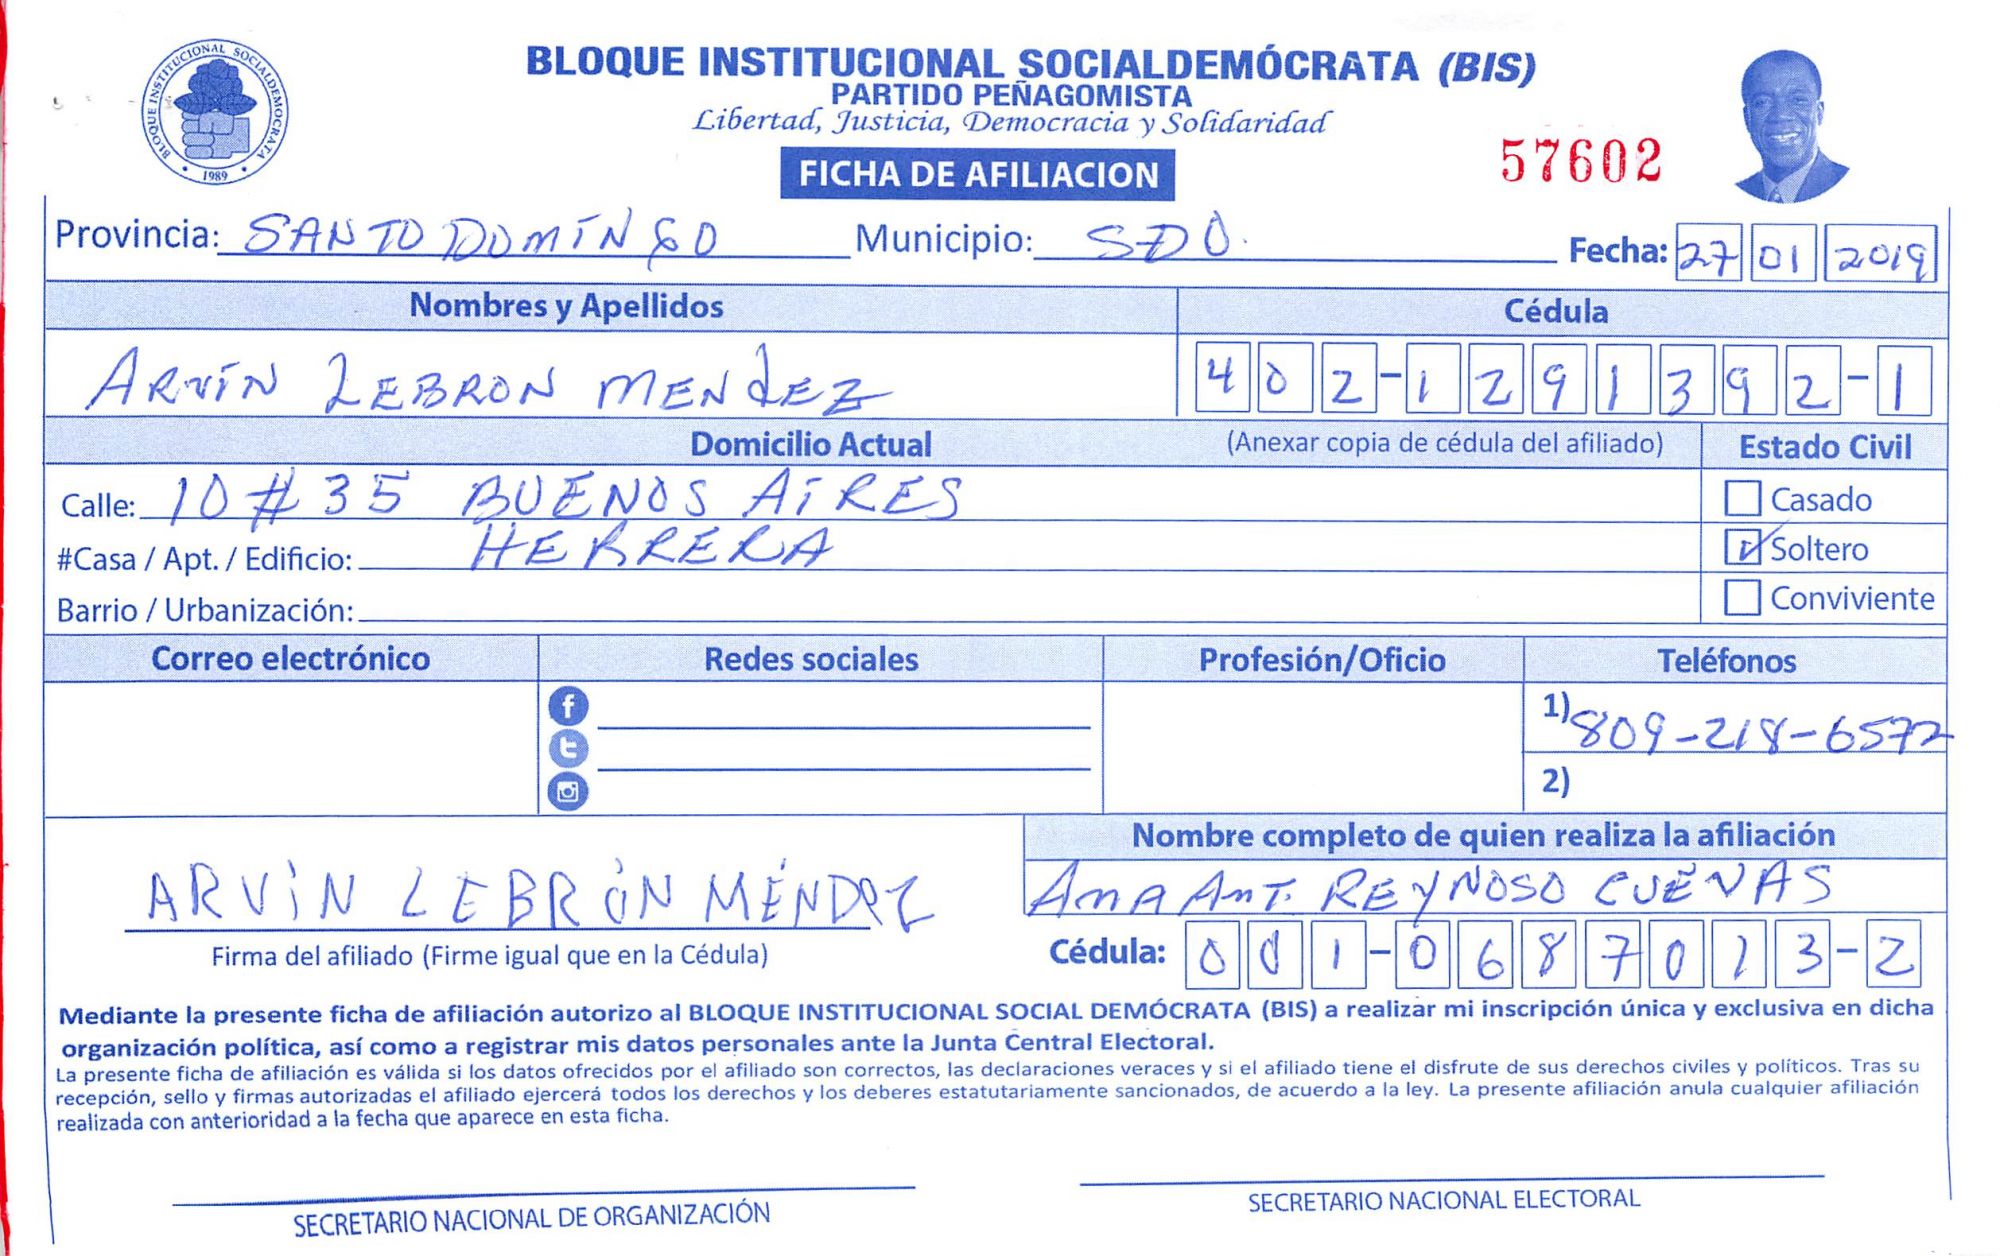 BLOQUE INSTITUCIONAL SOCIALDEMÓCRATA (BIS)
PARTIDO PEÑAGOMISTA
Libertad, Justicia, Democracia y Solidaridad
BLOQUE INSTITUCIONAL SOCIALDEMOCRATA
1989
FICHA DE AFILIACION
57602
Provincia: SANTO DOMINGO Municipio: SDO. Fecha: 27 01 2019
Nombres y Apellidos Cédula
ARVIN LEBRON MENDEZ 402-1291392-1
Domicilio Actual (Anexar copia de cédula del afiliado) Estado Civil
Calle: 10 # 35 BUENOS AIRES Casado
#Casa / Apt. / Edificio: HERRERA Soltero
Barrio / Urbanización: Conviviente
Correo electrónico Redes sociales Profesión/Oficio Teléfonos
1) 809-218-6572
2)
Nombre completo de quien realiza la afiliación
ARVIN LEBRÓN MÉNDEZ ANA ANT. REYNOSO CUEVAS
Firma del afiliado (Firme igual que en la Cédula) Cédula: 001-0687013-2
Mediante la presente ficha de afiliación autorizo al BLOQUE INSTITUCIONAL SOCIAL DEMÓCRATA (BIS) a realizar mi inscripción única y exclusiva en dicha
organización política, así como a registrar mis datos personales ante la Junta Central Electoral.
La presente ficha de afiliación es válida si los datos ofrecidos por el afiliado son correctos, las declaraciones veraces y si el afiliado tiene el disfrute de sus derechos civiles y políticos. Tras su
recepción, sello y firmas autorizadas el afiliado ejercerá todos los derechos y los deberes estatutariamente sancionados, de acuerdo a la ley. La presente afiliación anula cualquier afiliación
realizada con anterioridad a la fecha que aparece en esta ficha.
SECRETARIO NACIONAL DE ORGANIZACIÓN SECRETARIO NACIONAL ELECTORAL